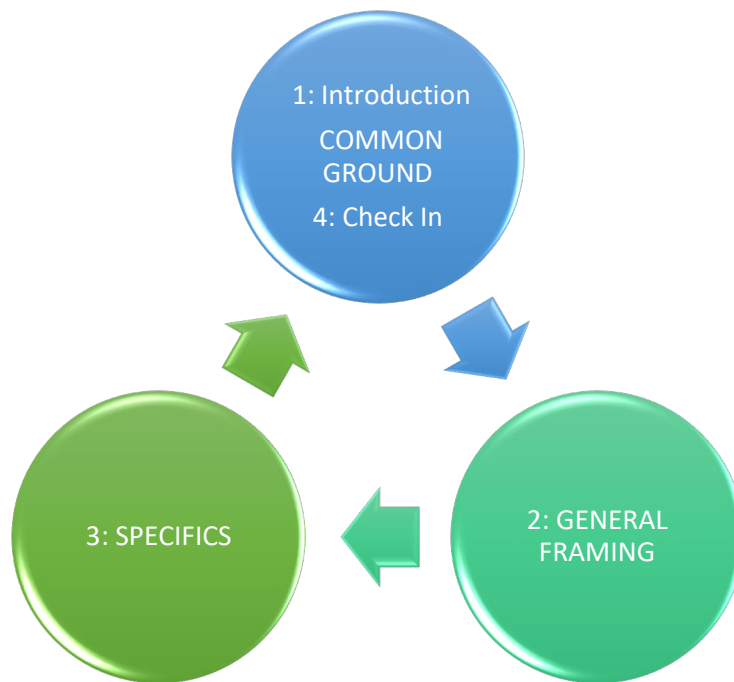 1: Introduction
COMMON
GROUND
4: Check In
2: GENERAL
FRAMING
3: SPECIFICS